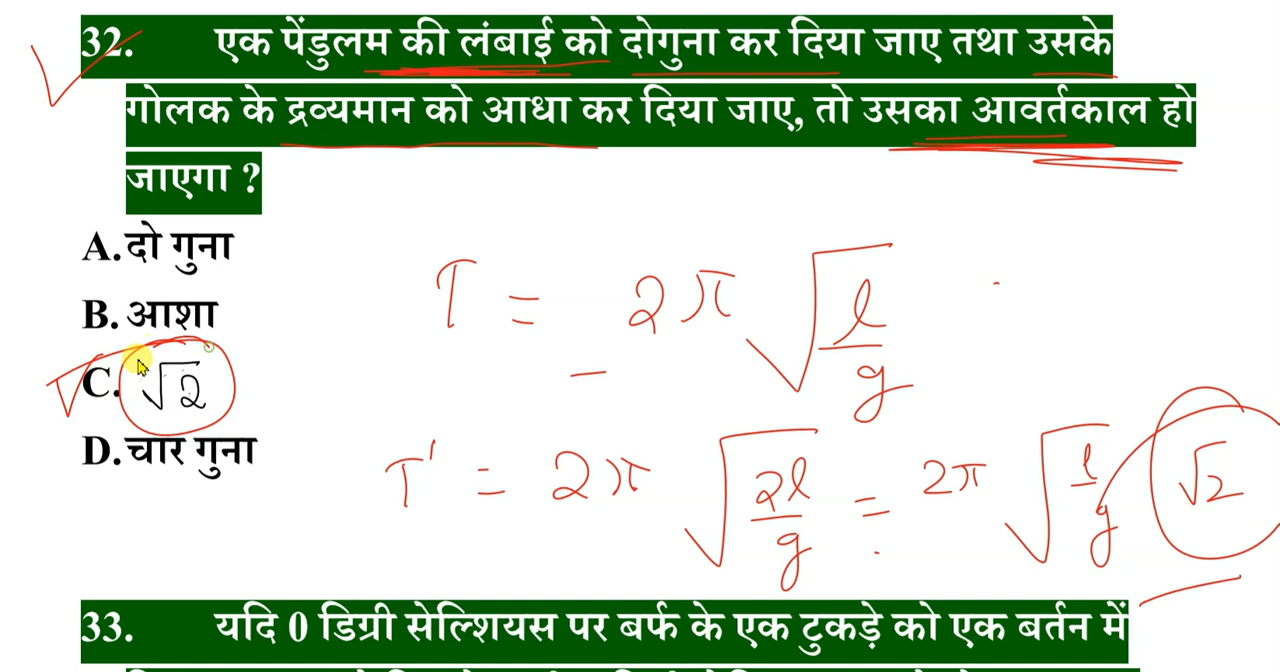 32. एक पेंडुलम की लंबाई को दोगुना कर दिया जाए तथा उसके
गोलक के द्रव्यमान को आधा कर दिया जाए, तो उसका आवर्तकाल हो
जाएगा ?
A. दो गुना
B. आशा
C. √2
D. चार गुना
T = 2π √(l/g)
T' = 2π √(2l/g) = 2π √(l/g) √2
33. यदि 0 डिग्री सेल्शियस पर बर्फ के एक टुकड़े को एक बर्तन में